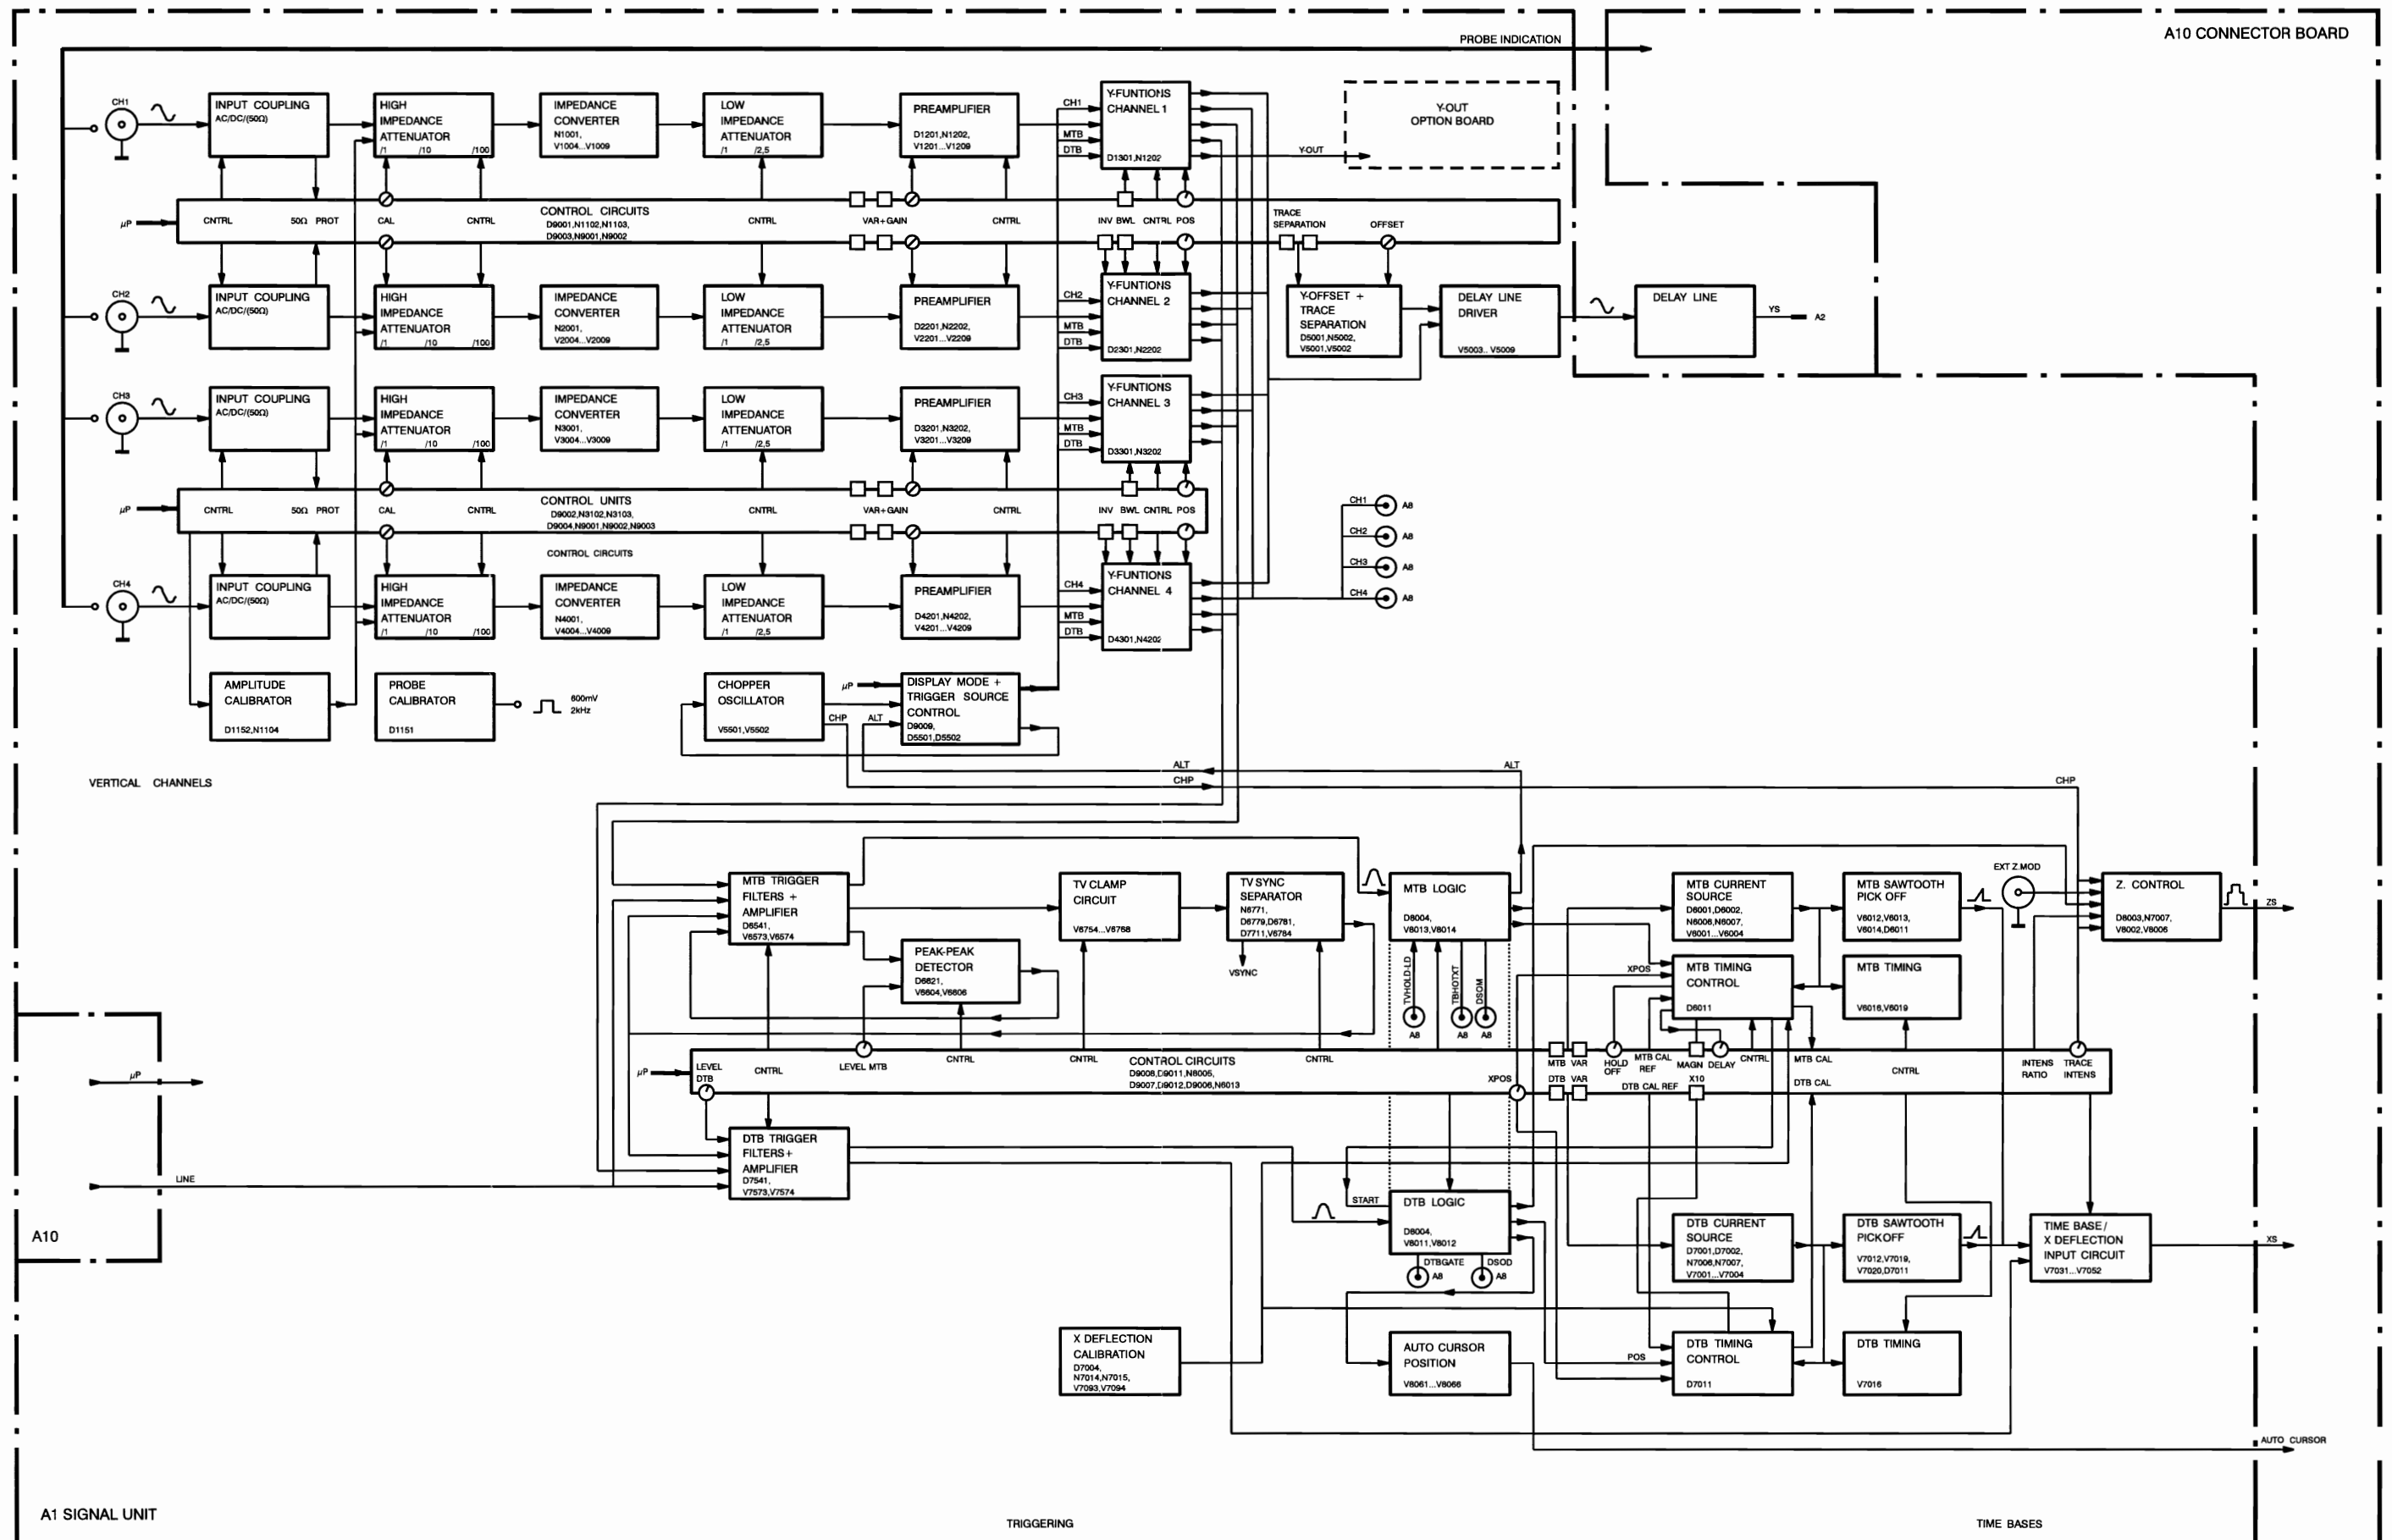 PROBE INDICATION
A10 CONNECTOR BOARD
CH1
INPUT COUPLING
AC/DC/(50Ω)
HIGH
IMPEDANCE
ATTENUATOR
/1 /10 /100
IMPEDANCE
CONVERTER
N1001,
V1004...V1009
LOW
IMPEDANCE
ATTENUATOR
/1 /2,5
PREAMPLIFIER
D1201,N1202,
V1201...V1209
CH1
MTB
DTB
Y-FUNTIONS
CHANNEL 1
D1301,N1202
Y-OUT
Y-OUT
OPTION BOARD
µP
CNTRL 50Ω PROT CAL CNTRL
CONTROL CIRCUITS
D9001,N1102,N1103,
D9003,N9001,N9002
CNTRL VAR+GAIN CNTRL INV BWL CNTRL POS
TRACE
SEPARATION
OFFSET
CH2
INPUT COUPLING
AC/DC/(50Ω)
HIGH
IMPEDANCE
ATTENUATOR
/1 /10 /100
IMPEDANCE
CONVERTER
N2001,
V2004...V2009
LOW
IMPEDANCE
ATTENUATOR
/1 /2,5
PREAMPLIFIER
D2201,N2202,
V2201...V2209
CH2
MTB
DTB
Y-FUNTIONS
CHANNEL 2
D2301,N2202
Y-OFFSET +
TRACE
SEPARATION
D5001,N5002,
V5001,V5002
DELAY LINE
DRIVER
V5003.. V5009
DELAY LINE
YS
A2
CH3
INPUT COUPLING
AC/DC/(50Ω)
HIGH
IMPEDANCE
ATTENUATOR
/1 /10 /100
IMPEDANCE
CONVERTER
N3001,
V3004...V3009
LOW
IMPEDANCE
ATTENUATOR
/1 /2,5
PREAMPLIFIER
D3201,N3202,
V3201...V3209
CH3
MTB
DTB
Y-FUNTIONS
CHANNEL 3
D3301,N3202
µP
CNTRL 50Ω PROT CAL CNTRL
CONTROL UNITS
D9002,N3102,N3103,
D9004,N9001,N9002,N9003
CNTRL VAR+GAIN CNTRL INV BWL CNTRL POS
CONTROL CIRCUITS
CH1 A8
CH2 A8
CH3 A8
CH4 A8
CH4
INPUT COUPLING
AC/DC/(50Ω)
HIGH
IMPEDANCE
ATTENUATOR
/1 /10 /100
IMPEDANCE
CONVERTER
N4001,
V4004...V4009
LOW
IMPEDANCE
ATTENUATOR
/1 /2,5
PREAMPLIFIER
D4201,N4202,
V4201...V4209
CH4
MTB
DTB
Y-FUNTIONS
CHANNEL 4
D4301,N4202
AMPLITUDE
CALIBRATOR
D1152,N1104
PROBE
CALIBRATOR
D1151
600mV
2kHz
CHOPPER
OSCILLATOR
V5501,V5502
CHP
µP
ALT
DISPLAY MODE +
TRIGGER SOURCE
CONTROL
D9009,
D5501,D5502
VERTICAL CHANNELS
ALT
CHP
ALT
CHP
MTB TRIGGER
FILTERS +
AMPLIFIER
D6541,
V6573,V6574
PEAK-PEAK
DETECTOR
D6621,
V6604,V6606
TV CLAMP
CIRCUIT
V6754...V6768
TV SYNC
SEPARATOR
N6771,
D6779,D6781,
D7711,V6784
VSYNC
MTB LOGIC
D8004,
V8013,V8014
TVHOLD-LD
TBHOTXT
DSOM
A8
A8
A8
MTB CURRENT
SOURCE
D6001,D6002,
N6006,N6007,
V6001...V6004
MTB SAWTOOTH
PICK OFF
V6012,V6013,
V6014,D6011
EXT Z.MOD
Z. CONTROL
D8003,N7007,
V8002,V8006
ZS
XPOS
MTB TIMING
CONTROL
D6011
MTB TIMING
V6016,V6019
µP
LEVEL
DTB
CNTRL
LEVEL MTB
CNTRL
CNTRL
CONTROL CIRCUITS
D9008,D9011,N8005,
D9007,D9012,D9006,N6013
CNTRL
XPOS
MTB VAR
DTB VAR
HOLD
OFF
MTB CAL
REF
MAGN
DELAY
CNTRL
MTB CAL
DTB CAL REF
X10
DTB CAL
CNTRL
INTENS
RATIO
TRACE
INTENS
µP
LINE
A10
DTB TRIGGER
FILTERS+
AMPLIFIER
D7541,
V7573,V7574
START
DTB LOGIC
D8004,
V8011,V8012
DTBGATE
A8
DSOD
A8
DTB CURRENT
SOURCE
D7001,D7002,
N7006,N7007,
V7001...V7004
DTB SAWTOOTH
PICKOFF
V7012,V7019,
V7020,D7011
TIME BASE/
X DEFLECTION
INPUT CIRCUIT
V7031...V7052
XS
X DEFLECTION
CALIBRATION
D7004,
N7014,N7015,
V7093,V7094
AUTO CURSOR
POSITION
V8061...V8066
POS
DTB TIMING
CONTROL
D7011
DTB TIMING
V7016
AUTO CURSOR
A1 SIGNAL UNIT
TRIGGERING
TIME BASES